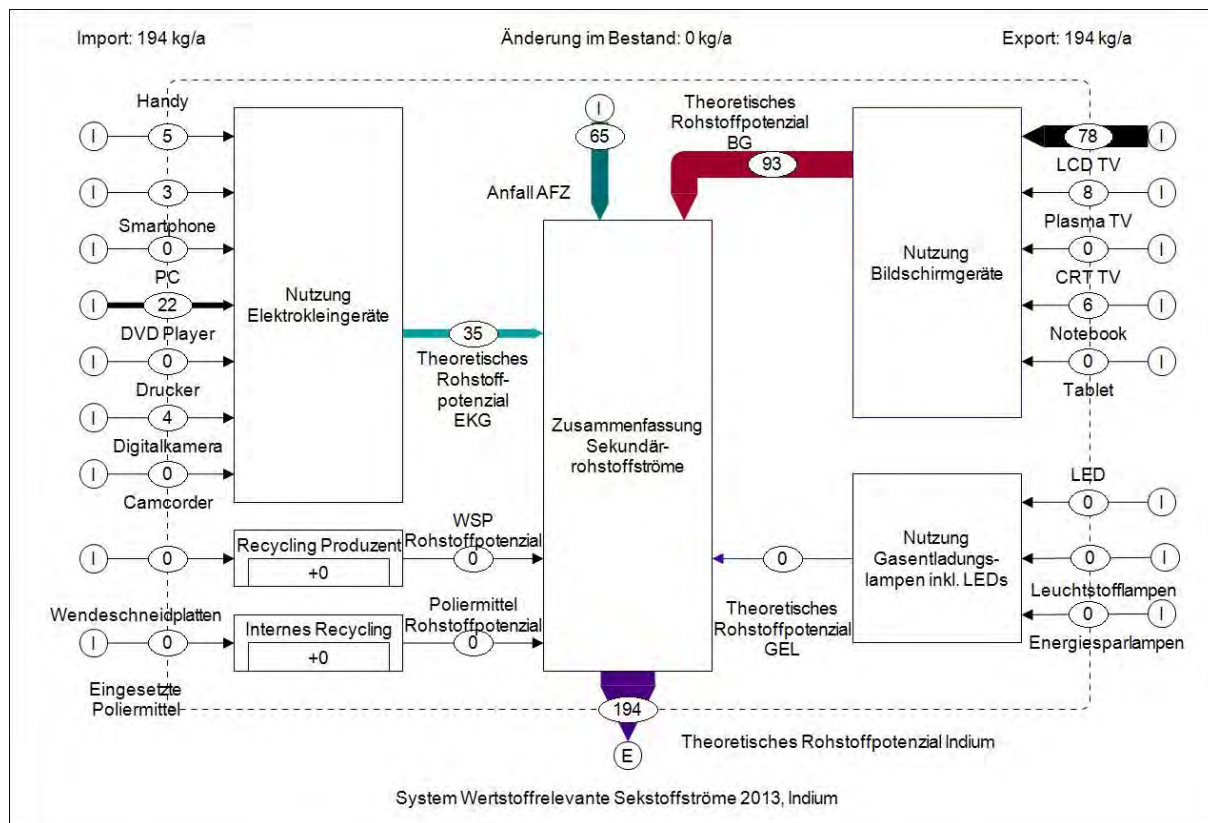 Import: 194 kg/a
Änderung im Bestand: 0 kg/a
Export: 194 kg/a
Handy
I
5
I
3
Smartphone
I
0
PC
I
22
DVD Player
I
0
Drucker
I
4
Digitalkamera
I
0
Camcorder
Nutzung
Elektrokleingeräte
35
Theoretisches
Rohstoff-
potenzial
EKG
I
65
Anfall AFZ
Theoretisches
Rohstoffpotenzial
BG
93
Nutzung
Bildschirmgeräte
78
I
LCD TV
8
I
Plasma TV
0
I
CRT TV
6
I
Notebook
0
I
Tablet
Zusammenfassung
Sekundär-
rohstoffströme
I
0
Wendeschneidplatten
Recycling Produzent
+0
WSP
Rohstoffpotenzial
0
I
0
Eingesetzte
Poliermittel
Internes Recycling
+0
Poliermittel
Rohstoffpotenzial
0
LED
0
I
0
I
Leuchtstofflampen
0
I
Energiesparlampen
Nutzung
Gasentladungs-
lampen inkl. LEDs
0
Theoretisches
Rohstoffpotenzial
GEL
194
E
Theoretisches Rohstoffpotenzial Indium
System Wertstoffrelevante Sekstoffströme 2013, Indium